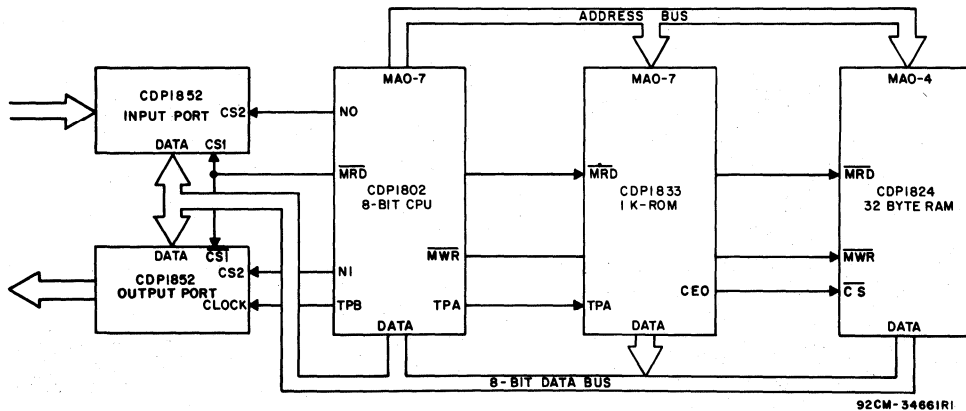 ADDRESS BUS
CDP1852
INPUT PORT
CS2
DATA
CS1
DATA
CS1
CDP1852
OUTPUT PORT
CS2
CLOCK
MA0-7
N0
MRD
CDP1802
8-BIT CPU
MWR
N1
TPB
TPA
DATA
MA0-7
MRD
CDP1833
1 K-ROM
CEO
TPA
DATA
MA0-4
MRD
CDP1824
32 BYTE RAM
MWR
CS
DATA
8-BIT DATA BUS
92CM-34661R1